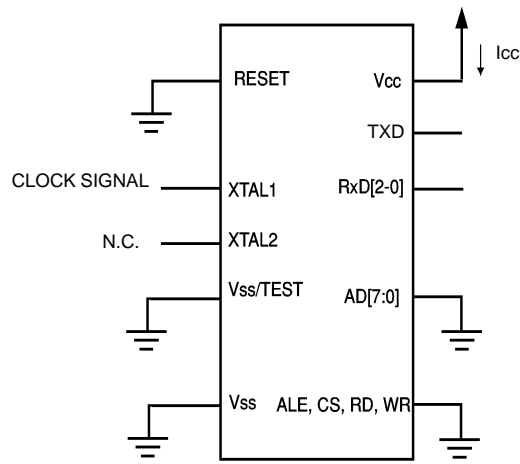 Icc
RESET
Vcc
TXD
CLOCK SIGNAL
XTAL1
RxD[2-0]
N.C.
XTAL2
Vss/TEST
AD[7:0]
Vss
ALE, CS, RD, WR